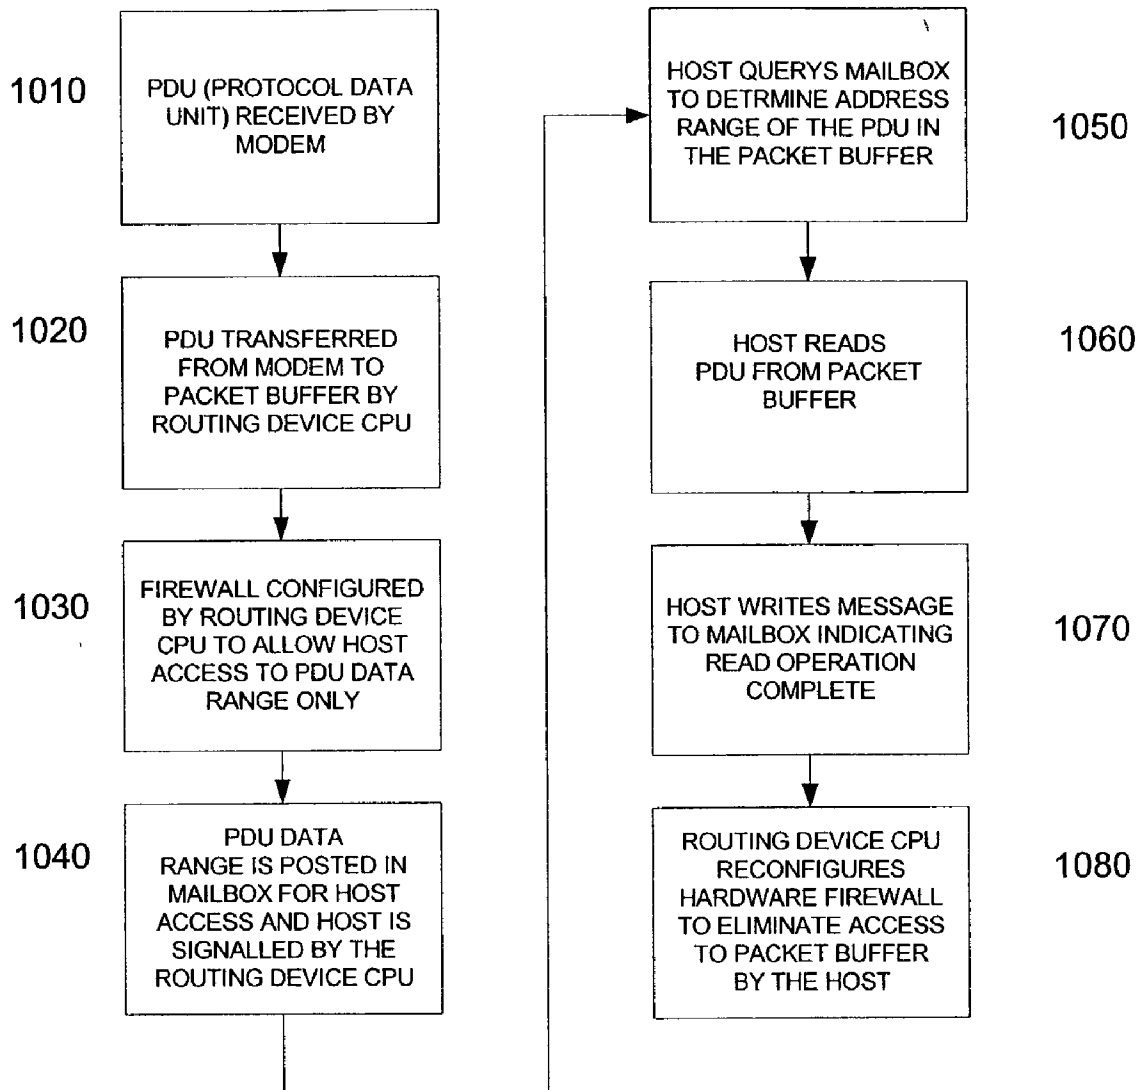 1010
PDU (PROTOCOL DATA
UNIT) RECEIVED BY
MODEM
1020
PDU TRANSFERRED
FROM MODEM TO
PACKET BUFFER BY
ROUTING DEVICE CPU
1030
FIREWALL CONFIGURED
BY ROUTING DEVICE
CPU TO ALLOW HOST
ACCESS TO PDU DATA
RANGE ONLY
1040
PDU DATA
RANGE IS POSTED IN
MAILBOX FOR HOST
ACCESS AND HOST IS
SIGNALLED BY THE
ROUTING DEVICE CPU
HOST QUERYS MAILBOX
TO DETRMINE ADDRESS
RANGE OF THE PDU IN
THE PACKET BUFFER
1050
HOST READS
PDU FROM PACKET
BUFFER
1060
HOST WRITES MESSAGE
TO MAILBOX INDICATING
READ OPERATION
COMPLETE
1070
ROUTING DEVICE CPU
RECONFIGURES
HARDWARE FIREWALL
TO ELIMINATE ACCESS
TO PACKET BUFFER
BY THE HOST
1080